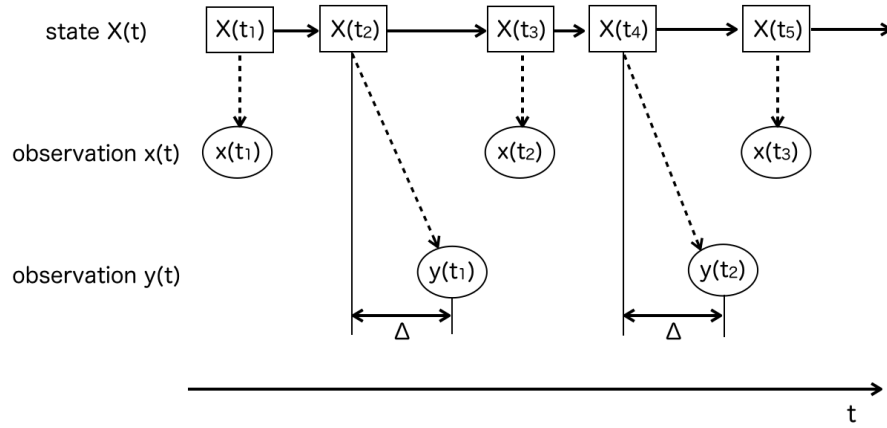 state X(t) X(t₁) X(t₂) X(t₃) X(t₄) X(t₅)
observation x(t) x(t₁) x(t₂) x(t₃)
observation y(t) y(t₁) y(t₂)
Δ Δ
t